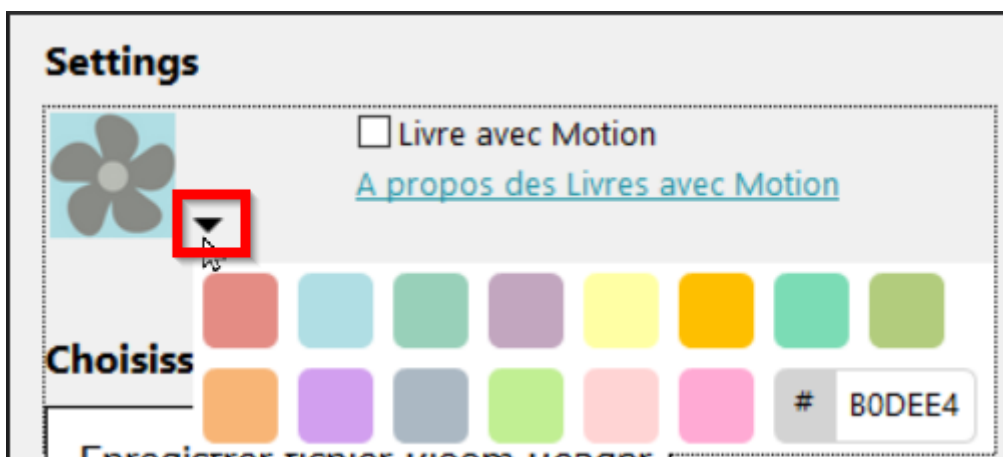 Settings
Livre avec Motion
A propos des Livres avec Motion
Choisiss
# B0DEE4